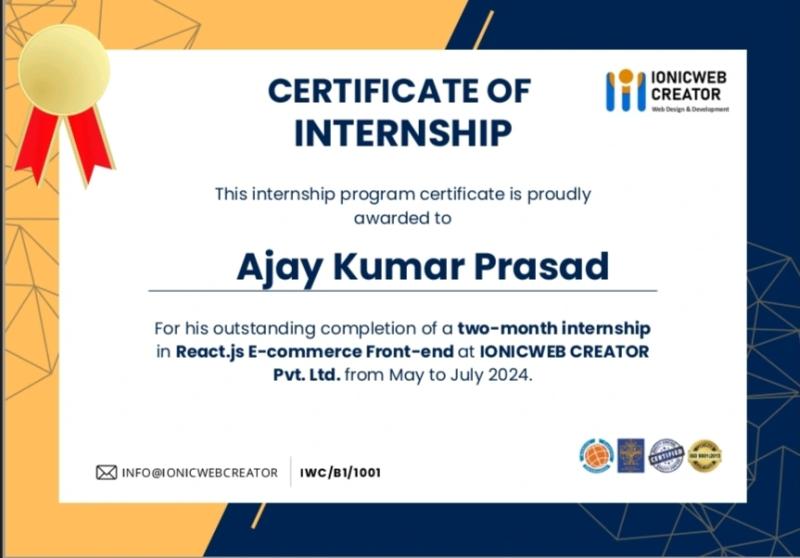 CERTIFICATE OF
INTERNSHIP
IONICWEB
CREATOR
Web Design & Development
This internship program certificate is proudly
awarded to
Ajay Kumar Prasad
For his outstanding completion of a two-month internship
in React.js E-commerce Front-end at IONICWEB CREATOR
Pvt. Ltd. from May to July 2024.
INFO@IONICWEBCREATOR
IWC/B1/1001
CERTIFIED
ISO 9001:2015